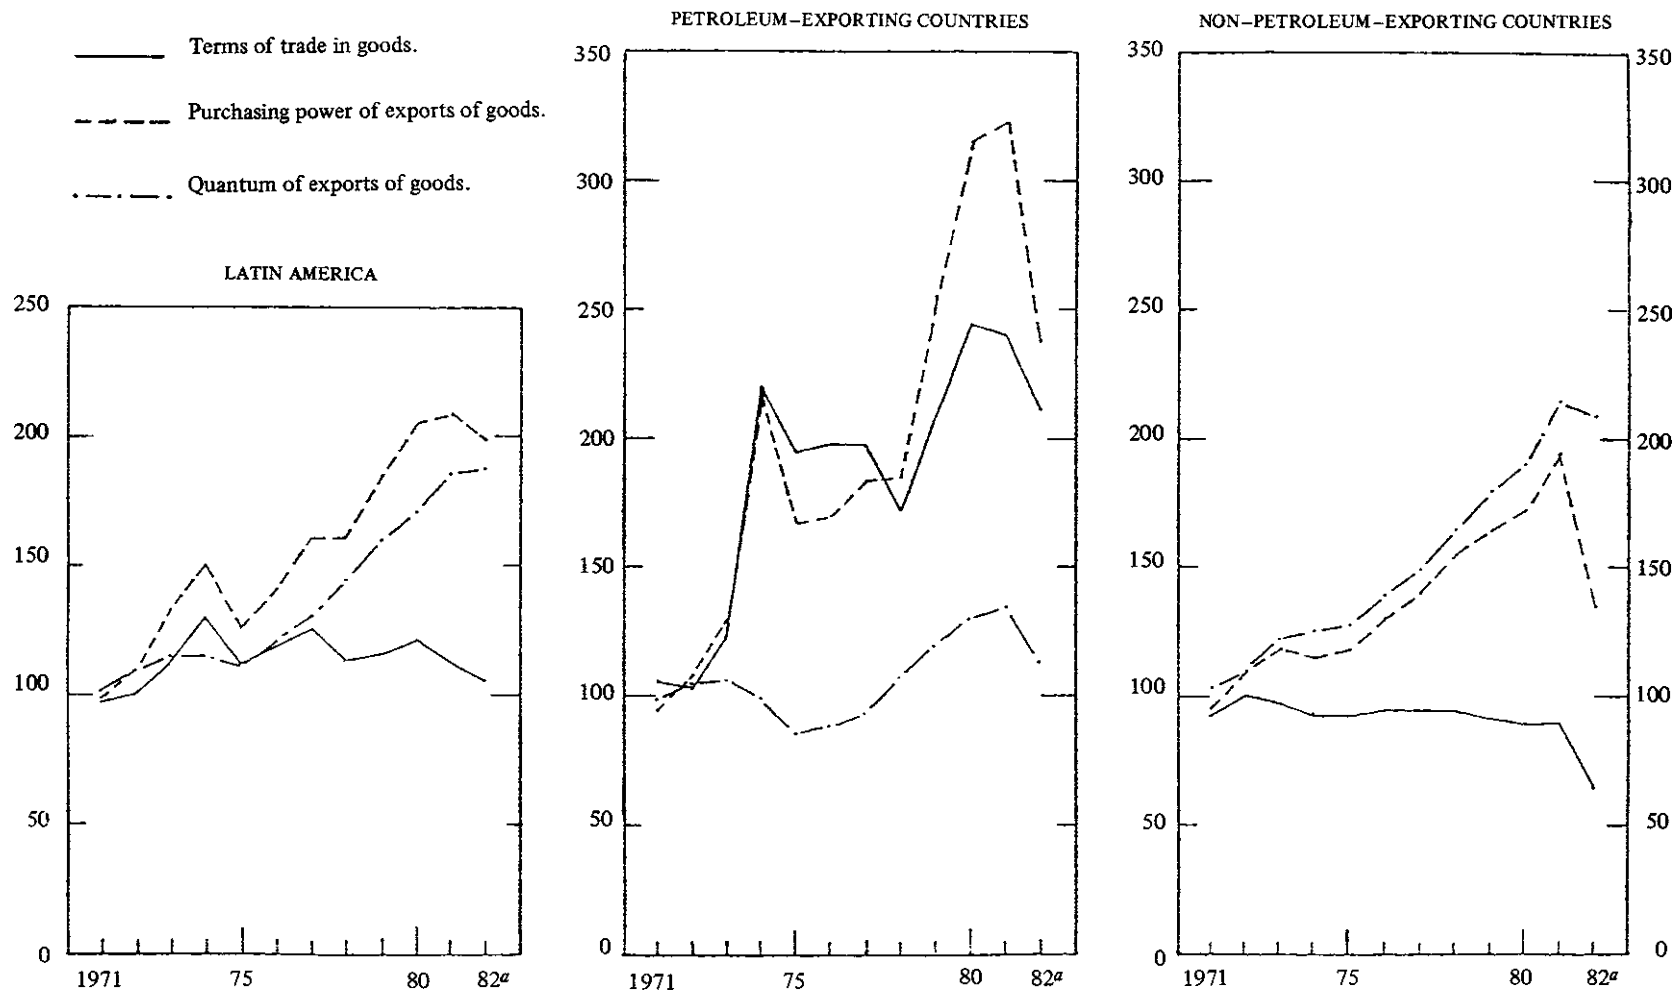 Terms of trade in goods.
Purchasing power of exports of goods.
Quantum of exports of goods.
LATIN AMERICA
250
200
150
100
50
0
1971 75 80 82ª
PETROLEUM–EXPORTING COUNTRIES
350
300
250
200
150
100
50
0
1971 75 80 82ª
NON–PETROLEUM–EXPORTING COUNTRIES
350 350
300 300
250 250
200 200
150 150
100 100
50 50
0 0
1971 75 80 82ª